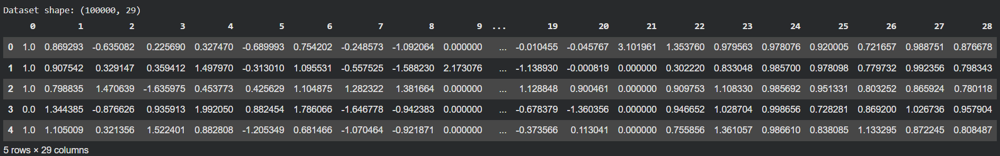 Dataset shape: (100000, 29)
0 1 2 3 4 5 6 7 8 9 ... 19 20 21 22 23 24 25 26 27 28
0 1.0 0.869293 -0.635082 0.225690 0.327470 -0.689993 0.754202 -0.248573 -1.092064 0.000000 ... -0.010455 -0.045767 3.101961 1.353760 0.979563 0.978076 0.920005 0.721657 0.988751 0.876678
1 1.0 0.907542 0.329147 0.359412 1.497970 -0.313010 1.095531 -0.557525 -1.588230 2.173076 ... -1.138930 -0.000819 0.000000 0.302220 0.833048 0.985700 0.978098 0.779732 0.992356 0.798343
2 1.0 0.798835 1.470639 -1.635975 0.453773 0.425629 1.104875 1.282322 1.381664 0.000000 ... 1.128848 0.900461 0.000000 0.909753 1.108330 0.985692 0.951331 0.803252 0.865924 0.780118
3 0.0 1.344385 -0.876626 0.935913 1.992050 0.882454 1.786066 -1.646778 -0.942383 0.000000 ... -0.678379 -1.360356 0.000000 0.946652 1.028704 0.998656 0.728281 0.869200 1.026736 0.957904
4 1.0 1.105009 0.321356 1.522401 0.882808 -1.205349 0.681466 -1.070464 -0.921871 0.000000 ... -0.373566 0.113041 0.000000 0.755856 1.361057 0.986610 0.838085 1.133295 0.872245 0.808487
5 rows × 29 columns